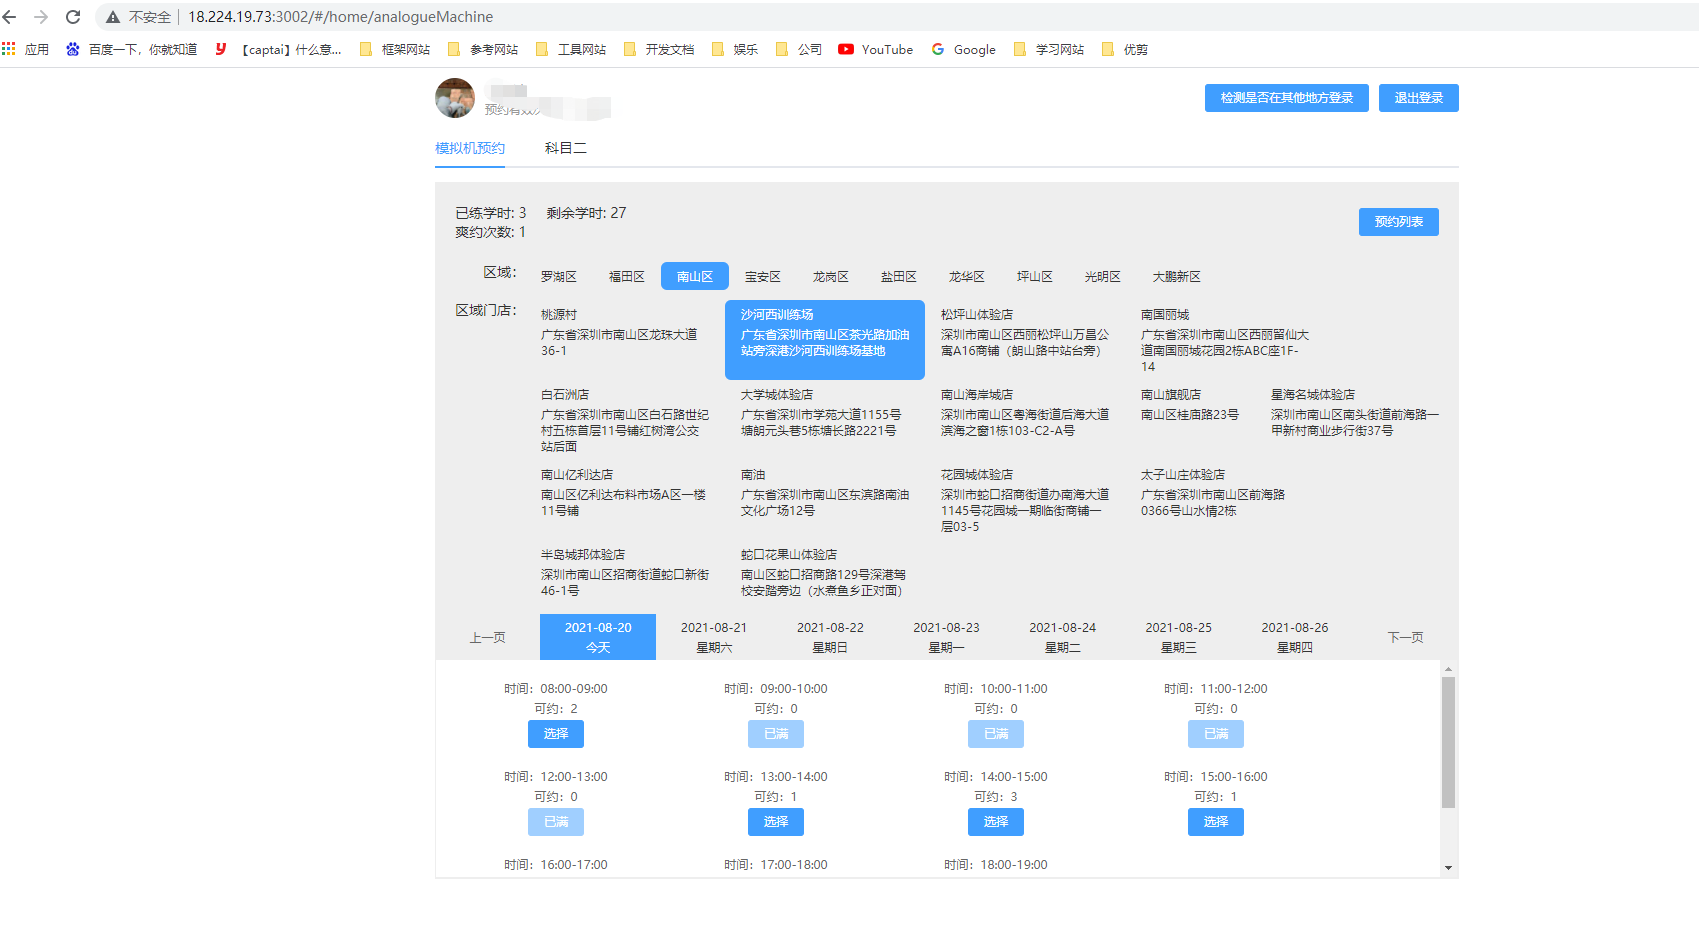 不安全 18.224.19.73:3002/#/home/analogueMachine
应用 百度一下，你就知道 【captai】什么意... 框架网站 参考网站 工具网站 开发文档 娱乐 公司 YouTube Google 学习网站 优剪
预约有效
检测是否在其他地方登录 退出登录
模拟机预约 科目二
已练学时: 3 剩余学时: 27
爽约次数: 1
预约列表
区域： 罗湖区 福田区 南山区 宝安区 龙岗区 盐田区 龙华区 坪山区 光明区 大鹏新区
区域门店：
桃源村
广东省深圳市南山区龙珠大道
36-1
沙河西训练场
广东省深圳市南山区茶光路加油
站旁深港沙河西训练场基地
松坪山体验店
深圳市南山区西丽松坪山万昌公
寓A16商铺（朗山路中站台旁）
南国丽城
广东省深圳市南山区西丽留仙大
道南国丽城花园2栋ABC座1F-
14
白石洲店
广东省深圳市南山区白石路世纪
村五栋首层11号铺红树湾公交
站后面
大学城体验店
广东省深圳市学苑大道1155号
塘朗元头巷5栋塘长路2221号
南山海岸城店
深圳市南山区粤海街道后海大道
滨海之窗1栋103-C2-A号
南山旗舰店
南山区桂庙路23号
星海名城体验店
深圳市南山区南头街道前海路一
甲新村商业步行街37号
南山亿利达店
南山区亿利达布料市场A区一楼
11号铺
南油
广东省深圳市南山区东滨路南油
文化广场12号
花园城体验店
深圳市蛇口招商街道办南海大道
1145号花园城一期临街商铺一
层03-5
太子山庄体验店
广东省深圳市南山区前海路
0366号山水情2栋
半岛城邦体验店
深圳市南山区招商街道蛇口新街
46-1号
蛇口花果山体验店
南山区蛇口招商路129号深港驾
校安踏旁边（水煮鱼乡正对面）
上一页
2021-08-20
今天
2021-08-21
星期六
2021-08-22
星期日
2021-08-23
星期一
2021-08-24
星期二
2021-08-25
星期三
2021-08-26
星期四
下一页
时间：08:00-09:00
可约：2
选择
时间：09:00-10:00
可约：0
已满
时间：10:00-11:00
可约：0
已满
时间：11:00-12:00
可约：0
已满
时间：12:00-13:00
可约：0
已满
时间：13:00-14:00
可约：1
选择
时间：14:00-15:00
可约：3
选择
时间：15:00-16:00
可约：1
选择
时间：16:00-17:00
时间：17:00-18:00
时间：18:00-19:00